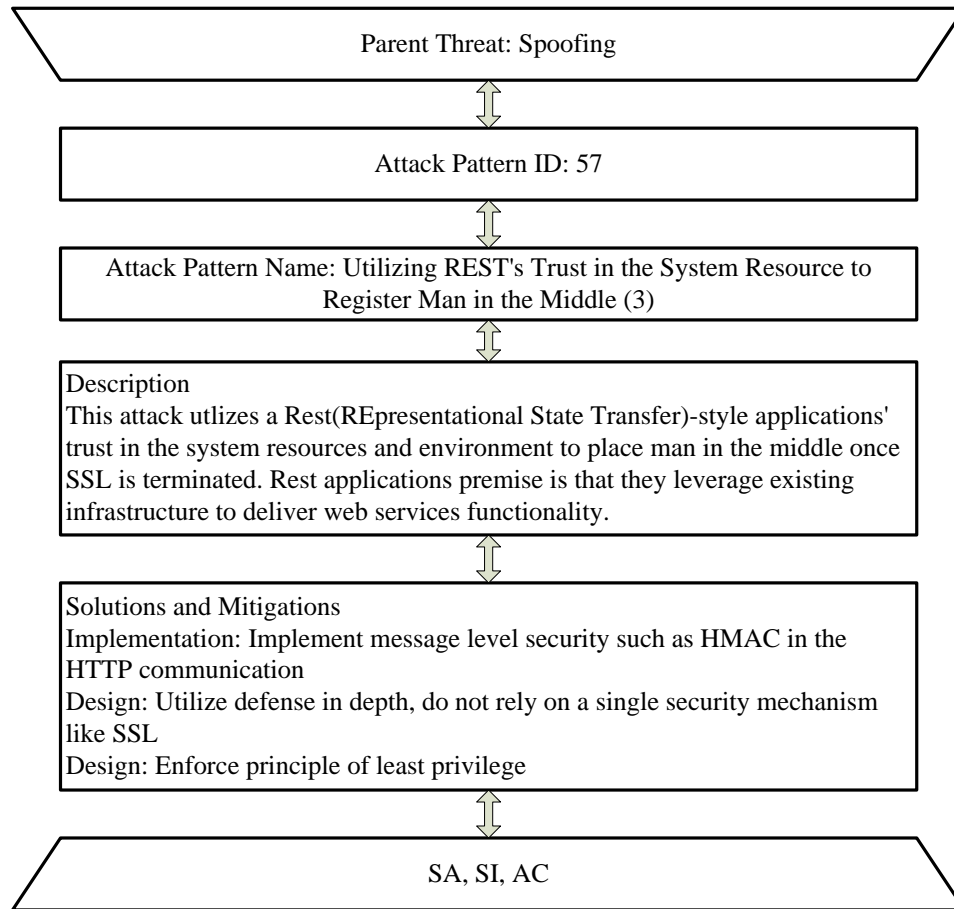 Parent Threat: Spoofing
Attack Pattern ID: 57
Attack Pattern Name: Utilizing REST's Trust in the System Resource to
Register Man in the Middle (3)
Description
This attack utlizes a Rest(REpresentational State Transfer)-style applications'
trust in the system resources and environment to place man in the middle once
SSL is terminated. Rest applications premise is that they leverage existing
infrastructure to deliver web services functionality.
Solutions and Mitigations
Implementation: Implement message level security such as HMAC in the
HTTP communication
Design: Utilize defense in depth, do not rely on a single security mechanism
like SSL
Design: Enforce principle of least privilege
SA, SI, AC